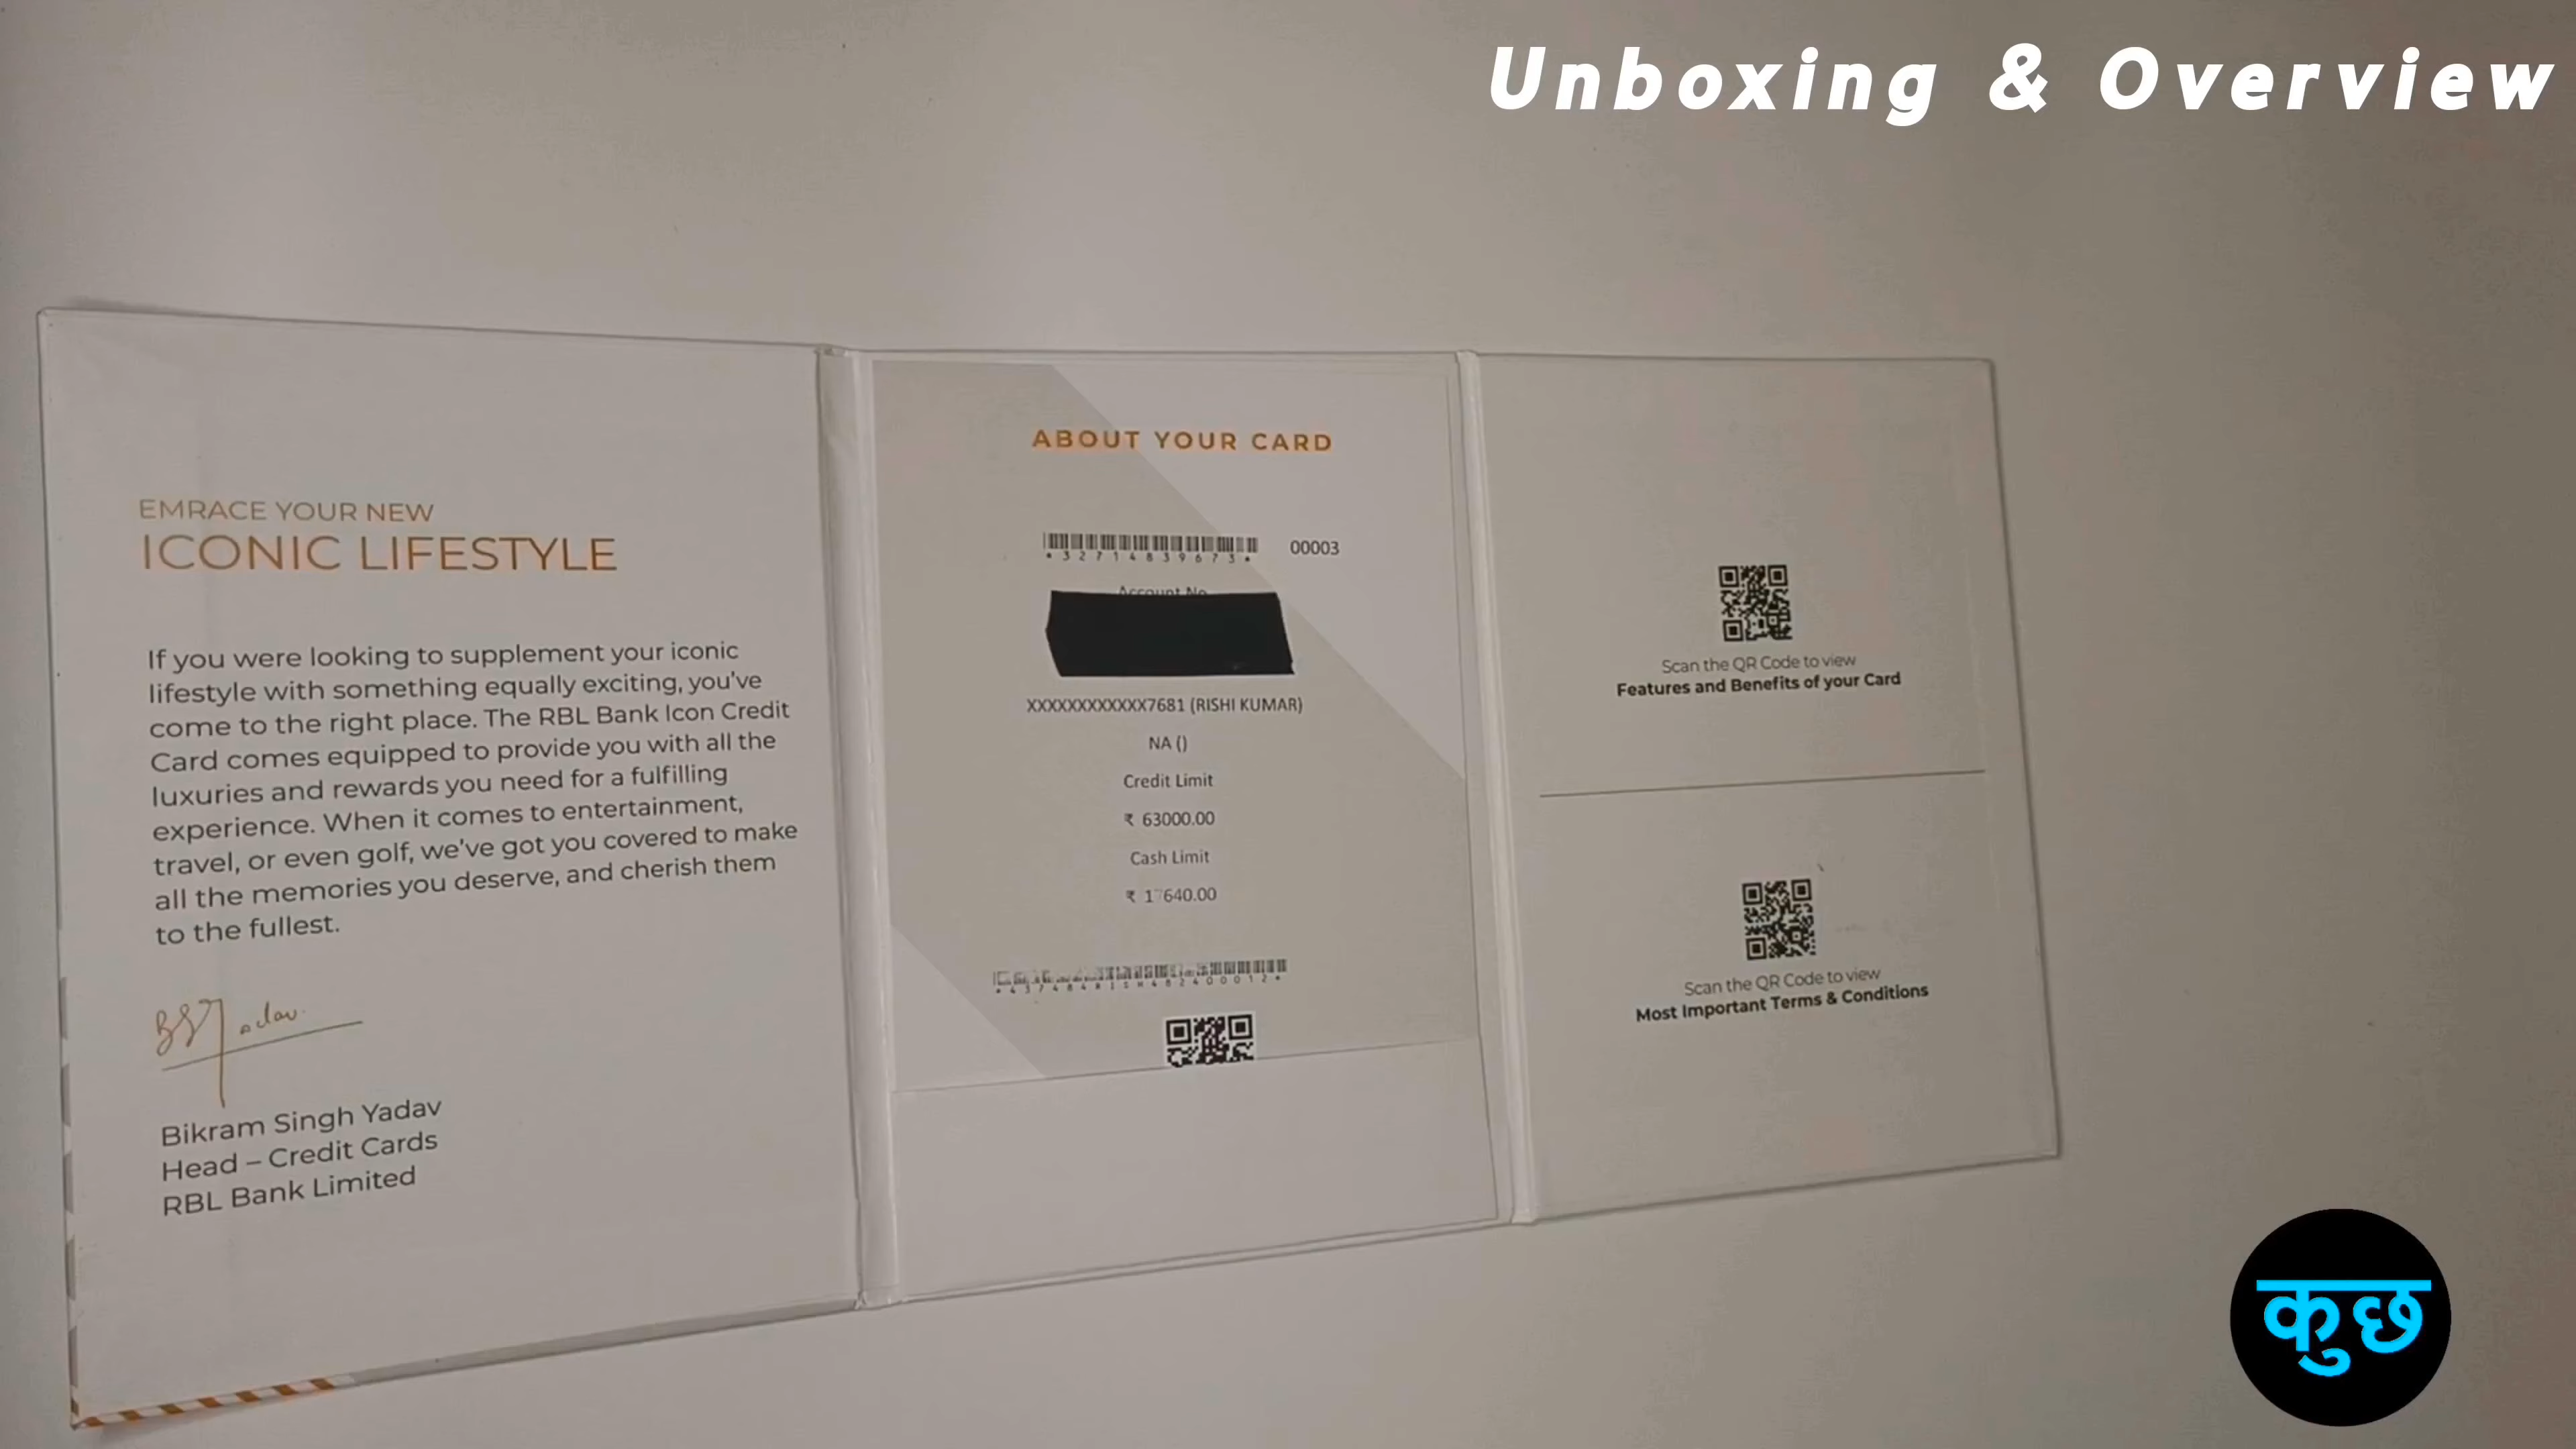 Unboxing & Overview
EMRACE YOUR NEW
ICONIC LIFESTYLE
If you were looking to supplement your iconic
lifestyle with something equally exciting, you've
come to the right place. The RBL Bank Icon Credit
Card comes equipped to provide you with all the
luxuries and rewards you need for a fulfilling
experience. When it comes to entertainment,
travel, or even golf, we've got you covered to make
all the memories you deserve, and cherish them
to the fullest.
Bikram Singh Yadav
Head – Credit Cards
RBL Bank Limited
ABOUT YOUR CARD
*32714839673* 00003
Account No
XXXXXXXXXXXX7681 (RISHI KUMAR)
NA ()
Credit Limit
₹ 63000.00
Cash Limit
₹ 17640.00
Scan the QR Code to view
Features and Benefits of your Card
Scan the QR Code to view
Most Important Terms & Conditions
कुछ